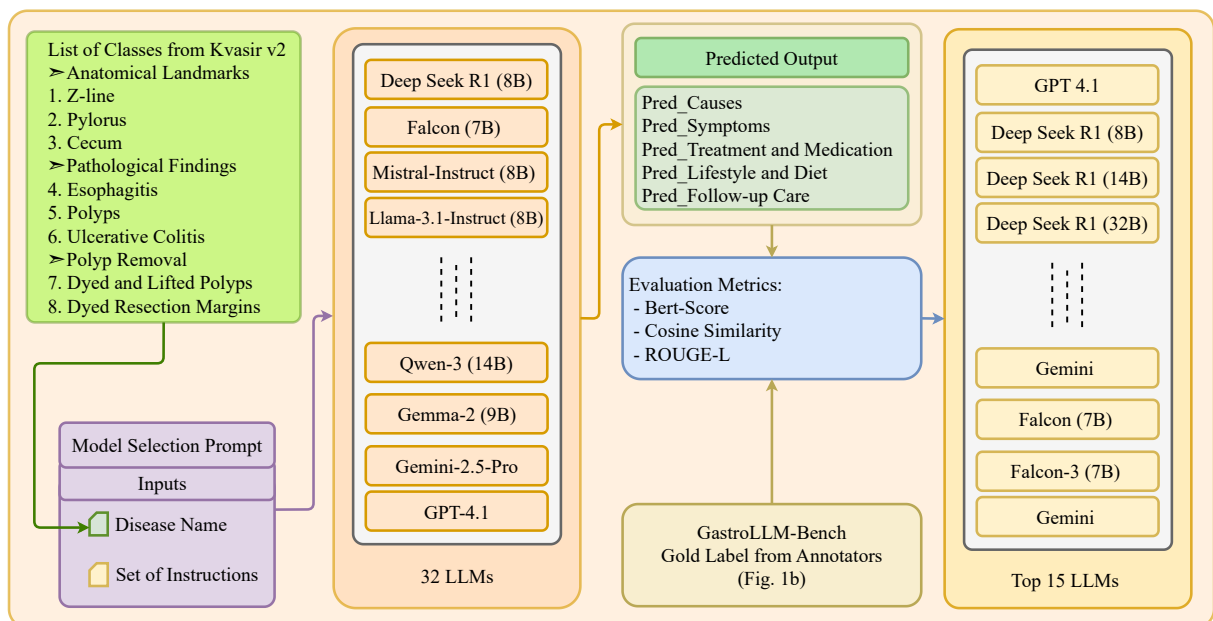 List of Classes from Kvasir v2
➣Anatomical Landmarks
1. Z-line
2. Pylorus
3. Cecum
➣Pathological Findings
4. Esophagitis
5. Polyps
6. Ulcerative Colitis
➣Polyp Removal
7. Dyed and Lifted Polyps
8. Dyed Resection Margins
Model Selection Prompt
Inputs
Disease Name
Set of Instructions
Deep Seek R1 (8B)
Falcon (7B)
Mistral-Instruct (8B)
Llama-3.1-Instruct (8B)
Qwen-3 (14B)
Gemma-2 (9B)
Gemini-2.5-Pro
GPT-4.1
32 LLMs
Predicted Output
Pred_Causes
Pred_Symptoms
Pred_Treatment and Medication
Pred_Lifestyle and Diet
Pred_Follow-up Care
Evaluation Metrics:
- Bert-Score
- Cosine Similarity
- ROUGE-L
GastroLLM-Bench
Gold Label from Annotators
(Fig. 1b)
GPT 4.1
Deep Seek R1 (8B)
Deep Seek R1 (14B)
Deep Seek R1 (32B)
Gemini
Falcon (7B)
Falcon-3 (7B)
Gemini
Top 15 LLMs